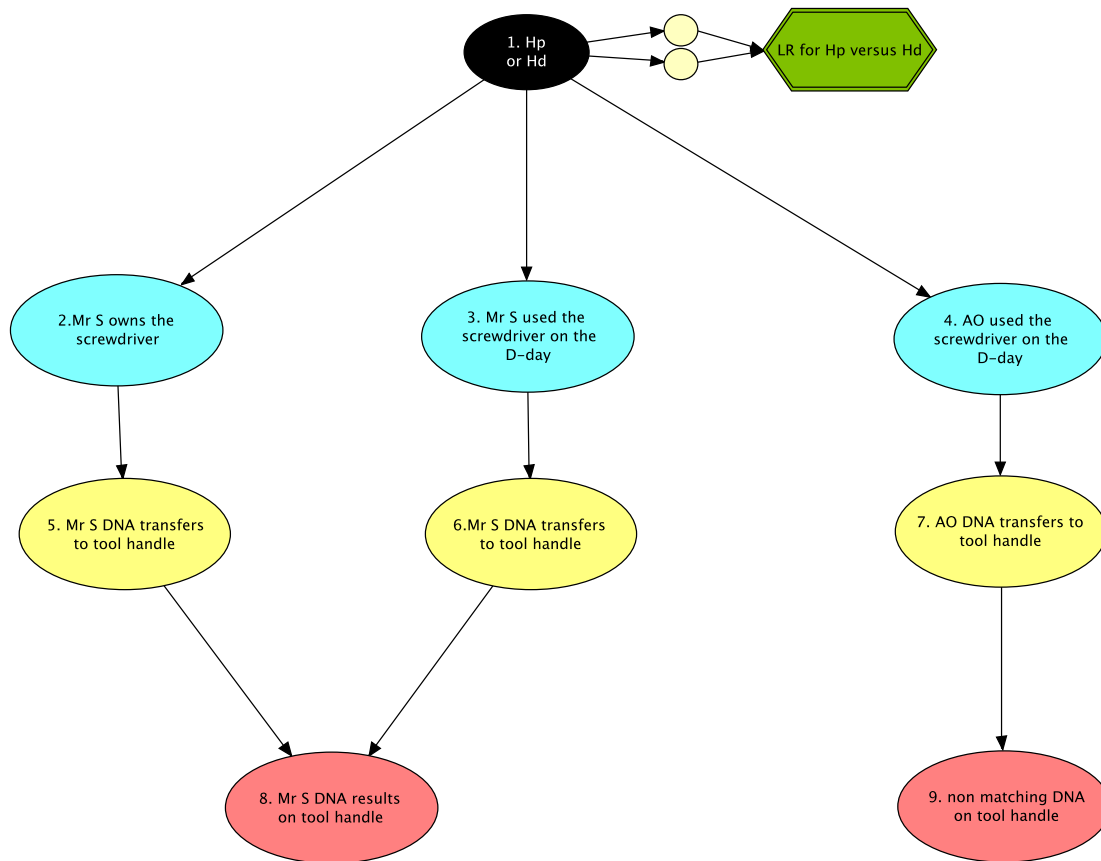 1. Hp
or Hd
LR for Hp versus Hd
2.Mr S owns the
screwdriver
3. Mr S used the
screwdriver on the
D-day
4. AO used the
screwdriver on the
D-day
5. Mr S DNA transfers
to tool handle
6.Mr S DNA transfers
to tool handle
7. AO DNA transfers to
tool handle
8. Mr S DNA results
on tool handle
9. non matching DNA
on tool handle